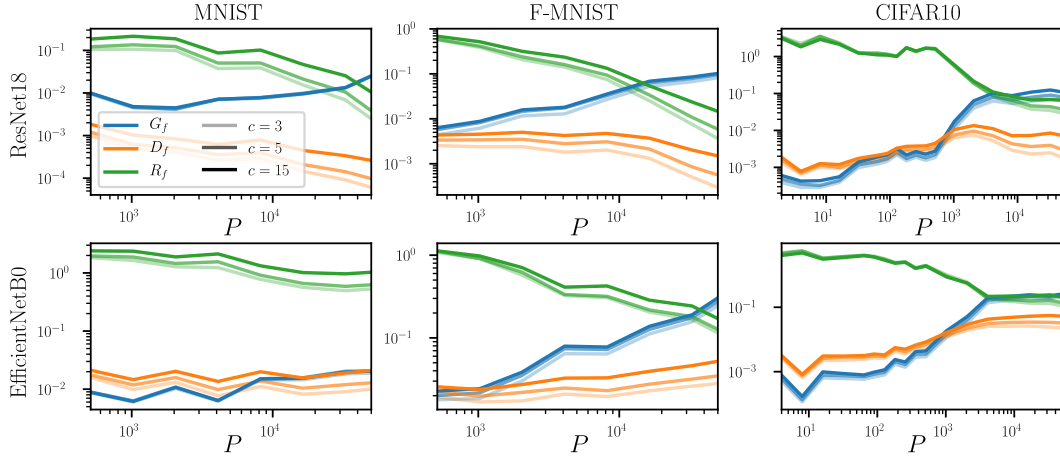 MNIST
F-MNIST
CIFAR10
ResNet18
10^{-1}
10^{-2}
10^{-3}
10^{-4}
G_f
D_f
R_f
c = 3
c = 5
c = 15
10^3
10^4
P
10^0
10^{-1}
10^{-2}
10^{-3}
10^3
10^4
P
10^0
10^{-1}
10^{-2}
10^{-3}
10^1
10^2
10^3
10^4
P
EfficientNetB0
10^0
10^{-1}
10^{-2}
10^3
10^4
P
10^{-1}
10^3
10^4
P
10^{-1}
10^{-3}
10^1
10^2
10^3
10^4
P